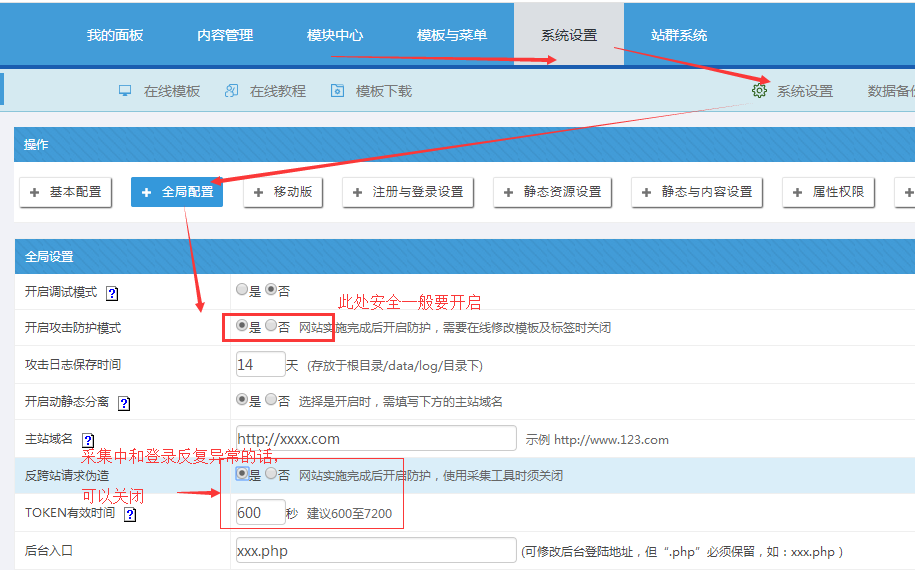 我的面板 内容管理 模块中心 模板与菜单 系统设置 站群系统
在线模板 在线教程 模板下载 系统设置 数据备
操作
+ 基本配置 + 全局配置 + 移动版 + 注册与登录设置 + 静态资源设置 + 静态与内容设置 + 属性权限 +
全局设置
开启调试模式 ? 是 否
此处安全一般要开启
开启攻击防护模式 是 否 网站实施完成后开启防护，需要在线修改模板及标签时关闭
攻击日志保存时间 14 天 (存放于根目录/data/log/目录下)
开启动静态分离 ? 是 否 选择是开启时，需填写下方的主站域名
主站域名 ? http://xxxx.com 示例 http://www.123.com
采集中和登录反复异常的话，
反跨站请求伪造 是 否 网站实施完成后开启防护，使用采集工具时须关闭
可以关闭
TOKEN有效时间 ? 600 秒 建议600至7200
后台入口 xxx.php (可修改后台登陆地址，但“.php”必须保留，如：xxx.php )